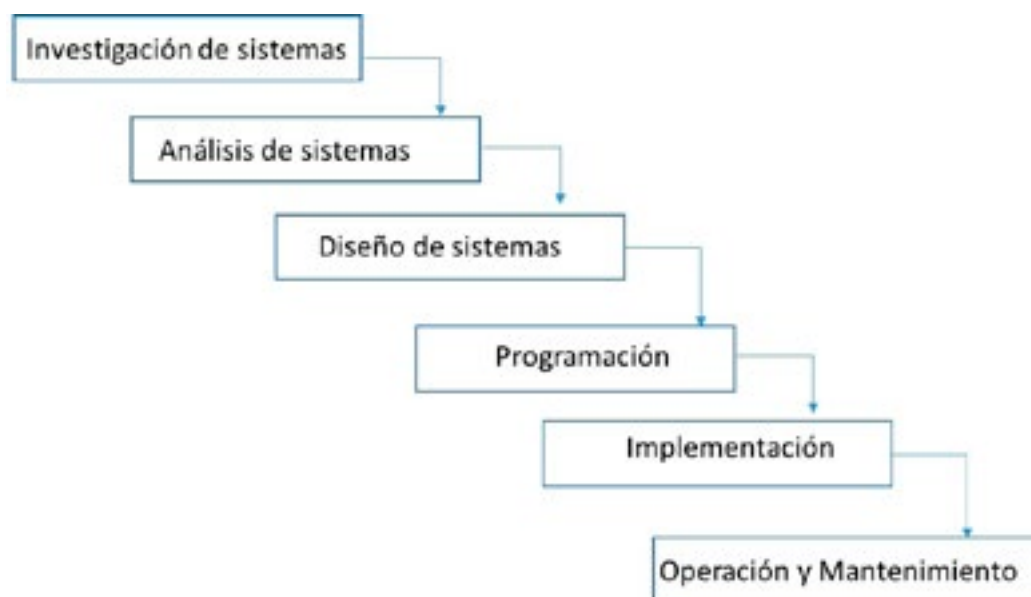 Investigación de sistemas
Análisis de sistemas
Diseño de sistemas
Programación
Implementación
Operación y Mantenimiento